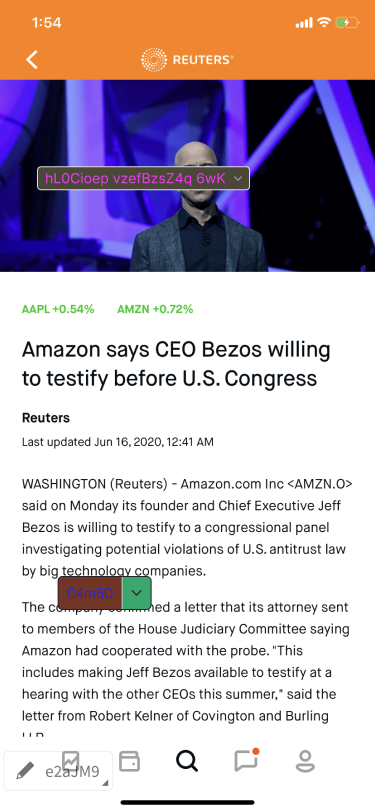 1:54
REUTERS
hL0Cioep vzefBzsZ4q 6wK
AAPL +0.54% AMZN +0.72%
Amazon says CEO Bezos willing
to testify before U.S. Congress
Reuters
Last updated Jun 16, 2020, 12:41 AM
WASHINGTON (Reuters) - Amazon.com Inc <AMZN.O>
said on Monday its founder and Chief Executive Jeff
Bezos is willing to testify to a congressional panel
investigating potential violations of U.S. antitrust law
by big technology companies.
The company confirmed a letter that its attorney sent
to members of the House Judiciary Committee saying
Amazon had cooperated with the probe. "This
includes making Jeff Bezos available to testify at a
hearing with the other CEOs this summer," said the
letter from Robert Kelner of Covington and Burling
e2aJM9